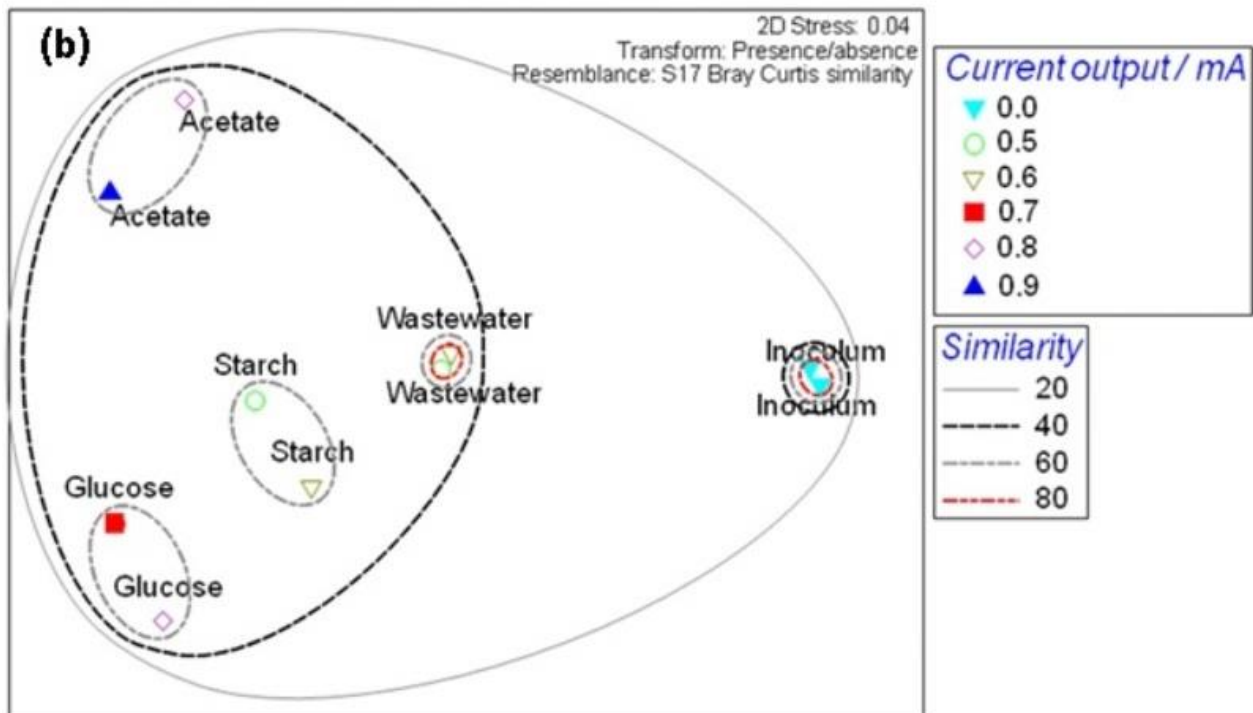 (b)
2D Stress: 0.04
Transform: Presence/absence
Resemblance: S17 Bray Curtis similarity
Acetate
Acetate
Wastewater
Wastewater
Inoculum
Inoculum
Starch
Starch
Glucose
Glucose
Current output / mA
0.0
0.5
0.6
0.7
0.8
0.9
Similarity
20
40
60
80